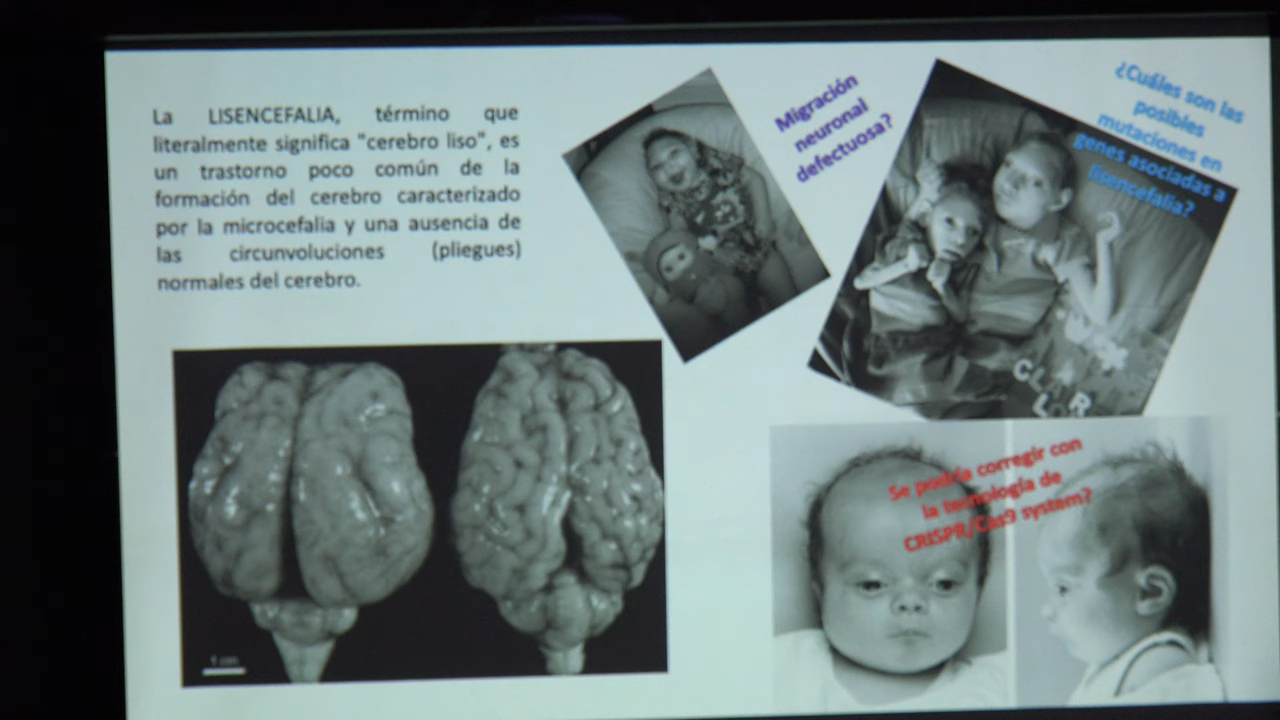 La LISENCEFALIA, término que
literalmente significa "cerebro liso", es
un trastorno poco común de la
formación del cerebro caracterizado
por la microcefalia y una ausencia de
las circunvoluciones (pliegues)
normales del cerebro.
Migración
neuronal
defectuosa?
¿Cuáles son las
posibles
mutaciones en
genes asociadas a
lisencefalia?
Se podría corregir con
la tecnología de
CRISPR/Cas9 system?
1 cm